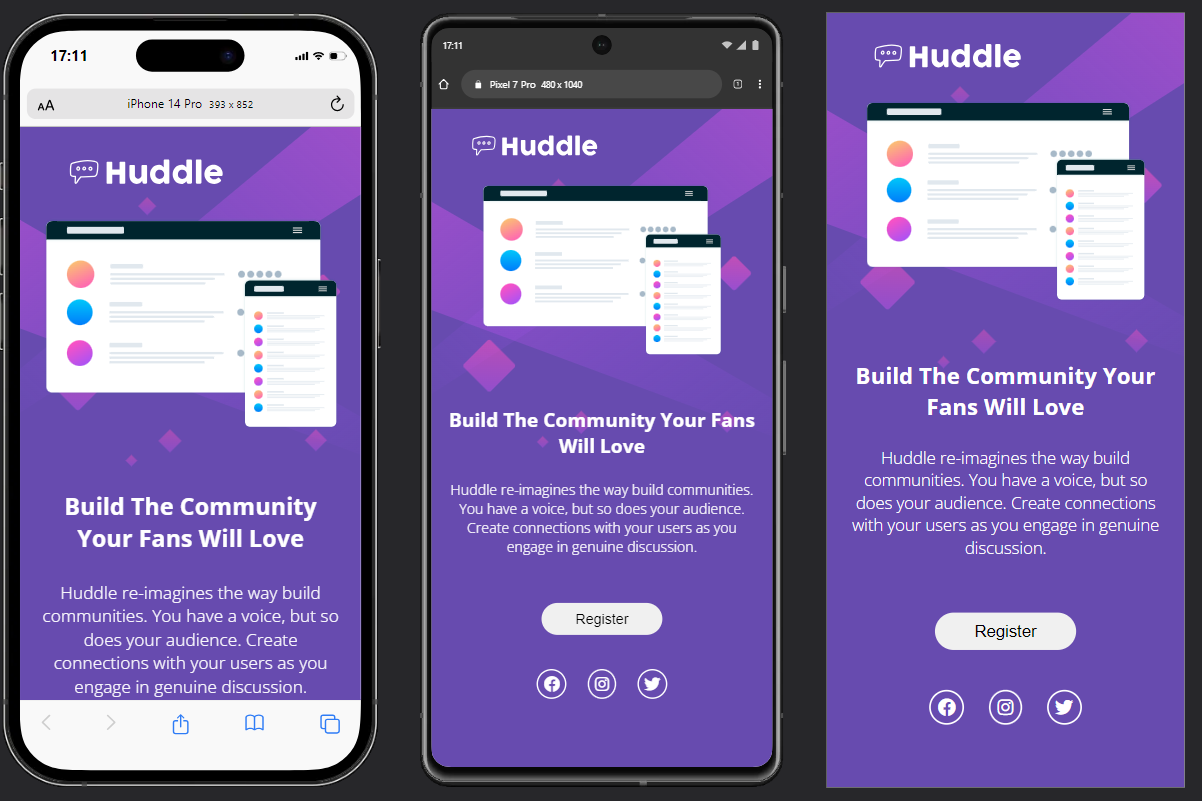 17:11
AA
iPhone 14 Pro 393 x 852
Huddle
Build The Community
Your Fans Will Love
Huddle re-imagines the way build
communities. You have a voice, but so
does your audience. Create
connections with your users as you
engage in genuine discussion.
17:11
Pixel 7 Pro 480 x 1040
1
Huddle
Build The Community Your Fans
Will Love
Huddle re-imagines the way build communities.
You have a voice, but so does your audience.
Create connections with your users as you
engage in genuine discussion.
Register
Huddle
Build The Community Your
Fans Will Love
Huddle re-imagines the way build
communities. You have a voice, but so
does your audience. Create connections
with your users as you engage in genuine
discussion.
Register